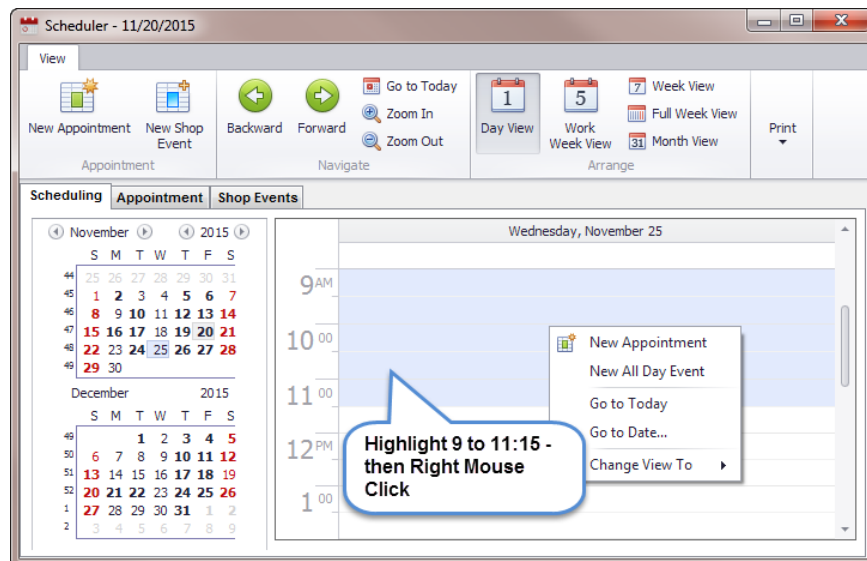 Scheduler - 11/20/2015
View
New Appointment
New Shop
Event
Backward
Forward
Go to Today
Zoom In
Zoom Out
Day View
Work
Week View
7 Week View
Full Week View
31 Month View
Print
1
5
Appointment
Navigate
Arrange
Scheduling Appointment Shop Events
November 2015
S M T W T F S
44 25 26 27 28 29 30 31
45 1 2 3 4 5 6 7
46 8 9 10 11 12 13 14
47 15 16 17 18 19 20 21
48 22 23 24 25 26 27 28
49 29 30
December 2015
S M T W T F S
49 1 2 3 4 5
50 6 7 8 9 10 11 12
51 13 14 15 16 17 18 19
52 20 21 22 23 24 25 26
1 27 28 29 30 31 1 2
2 3 4 5 6 7 8 9
Wednesday, November 25
9 AM
10 00
11 00
12 PM
1 00
New Appointment
New All Day Event
Go to Today
Go to Date...
Change View To
Highlight 9 to 11:15 -
then Right Mouse
Click